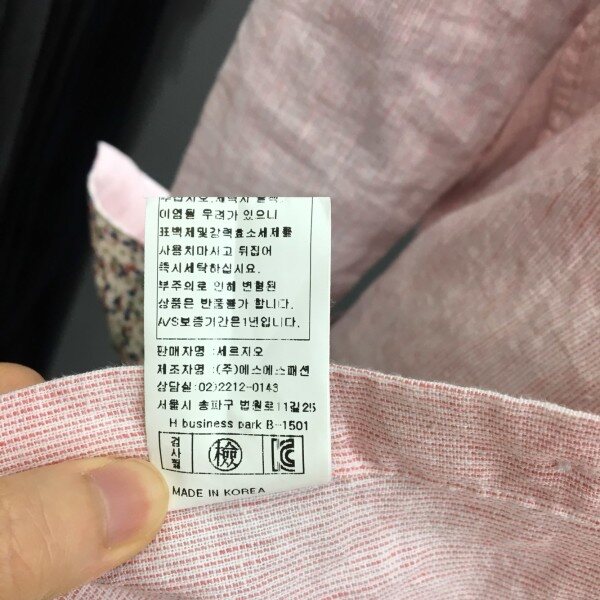 이염될 우려가 있으니
표백제및강력효소세제를
사용치마시고 뒤집어
즉시세탁하십시요.
부주의로 인해 변형된
상품은 반품불가 합니다.
A/S보증기간은1년입니다.
판매자명 :세르지오
제조자명 :(주)에스에스패션
상담실:02)2212-0143
서울시 송파구 법원로11길25
H business park B-1501
검사필 檢
MADE IN KOREA